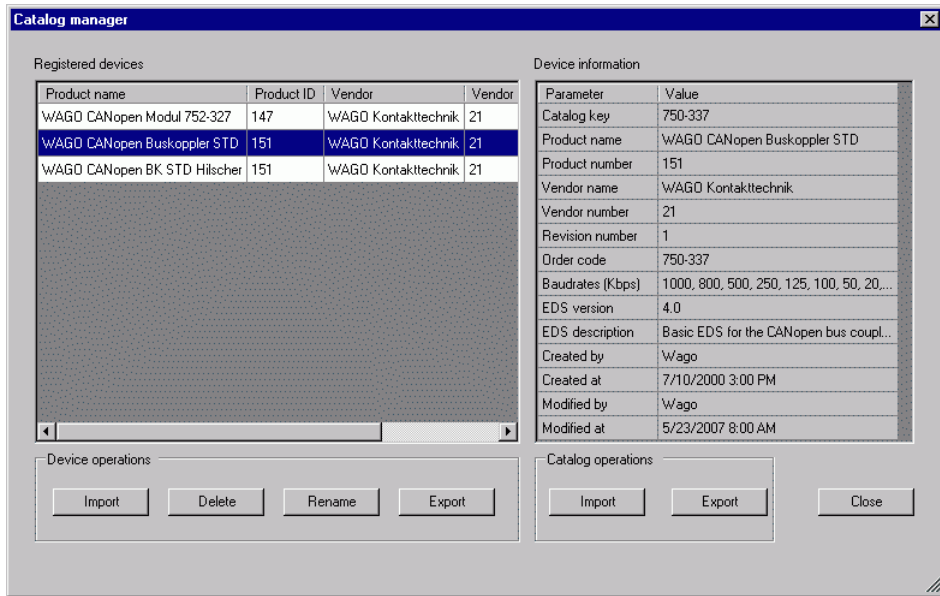 Catalog manager
Registered devices
Product name Product ID Vendor Vendor
WAGO CANopen Modul 752-327 147 WAGO Kontakttechnik 21
WAGO CANopen Buskoppler STD 151 WAGO Kontakttechnik 21
WAGO CANopen BK STD Hilscher 151 WAGO Kontakttechnik 21
Device information
Parameter Value
Catalog key 750-337
Product name WAGO CANopen Buskoppler STD
Product number 151
Vendor name WAGO Kontakttechnik
Vendor number 21
Revision number 1
Order code 750-337
Baudrates (Kbps) 1000, 800, 500, 250, 125, 100, 50, 20,...
EDS version 4.0
EDS description Basic EDS for the CANopen bus coupl...
Created by Wago
Created at 7/10/2000 3:00 PM
Modified by Wago
Modified at 5/23/2007 8:00 AM
Device operations
Import Delete Rename Export
Catalog operations
Import Export
Close